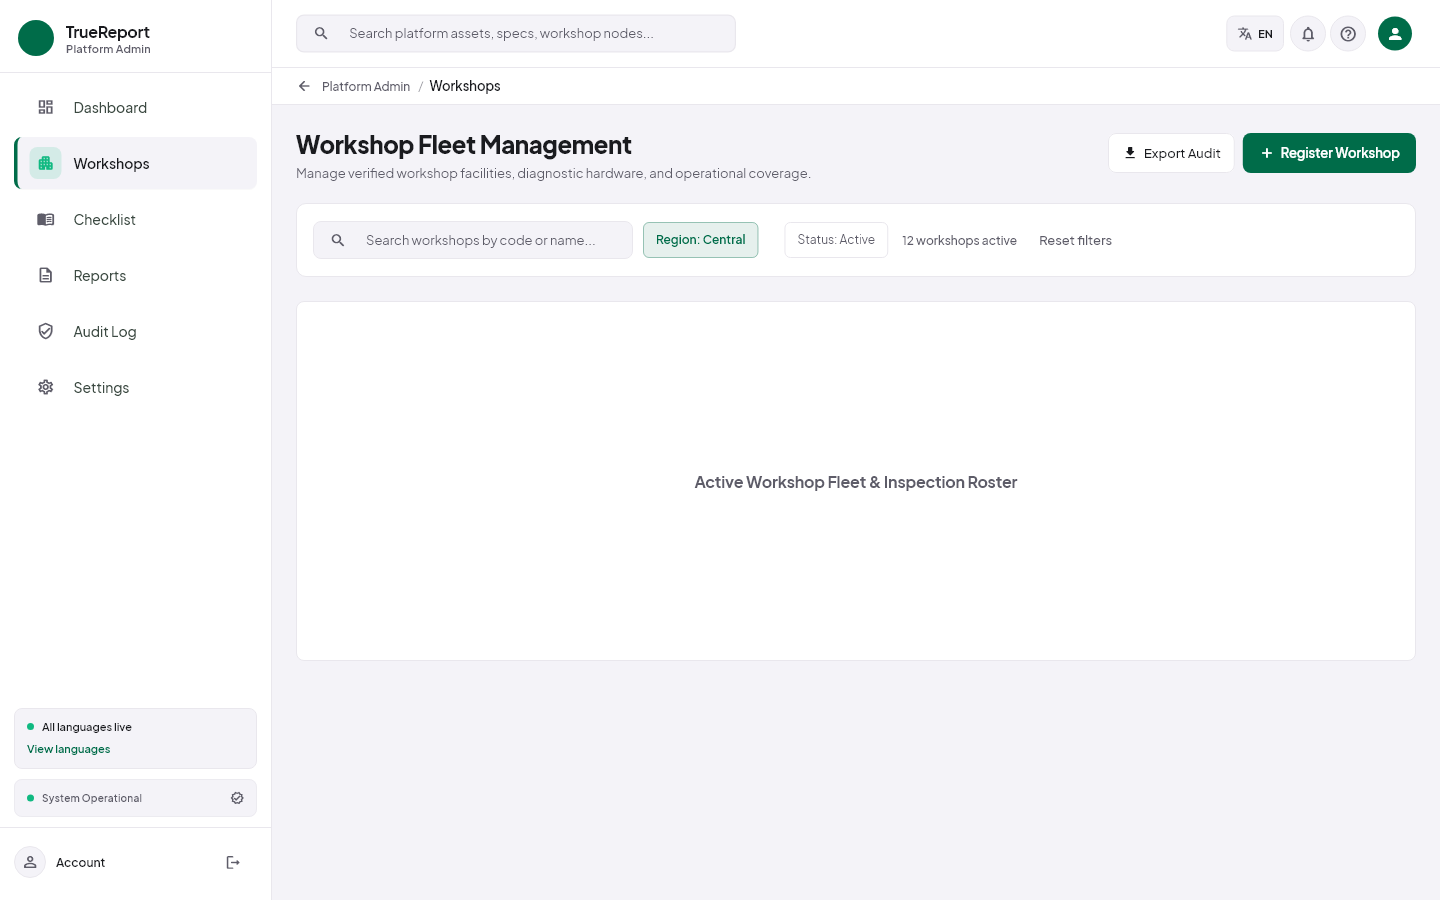 TrueReport
Platform Admin
Search platform assets, specs, workshop nodes...
EN
Platform Admin / Workshops
Dashboard
Workshops
Checklist
Reports
Audit Log
Settings
Workshop Fleet Management
Manage verified workshop facilities, diagnostic hardware, and operational coverage.
Export Audit
Register Workshop
Search workshops by code or name...
Region: Central
Status: Active
12 workshops active
Reset filters
Active Workshop Fleet & Inspection Roster
All languages live
View languages
System Operational
Account